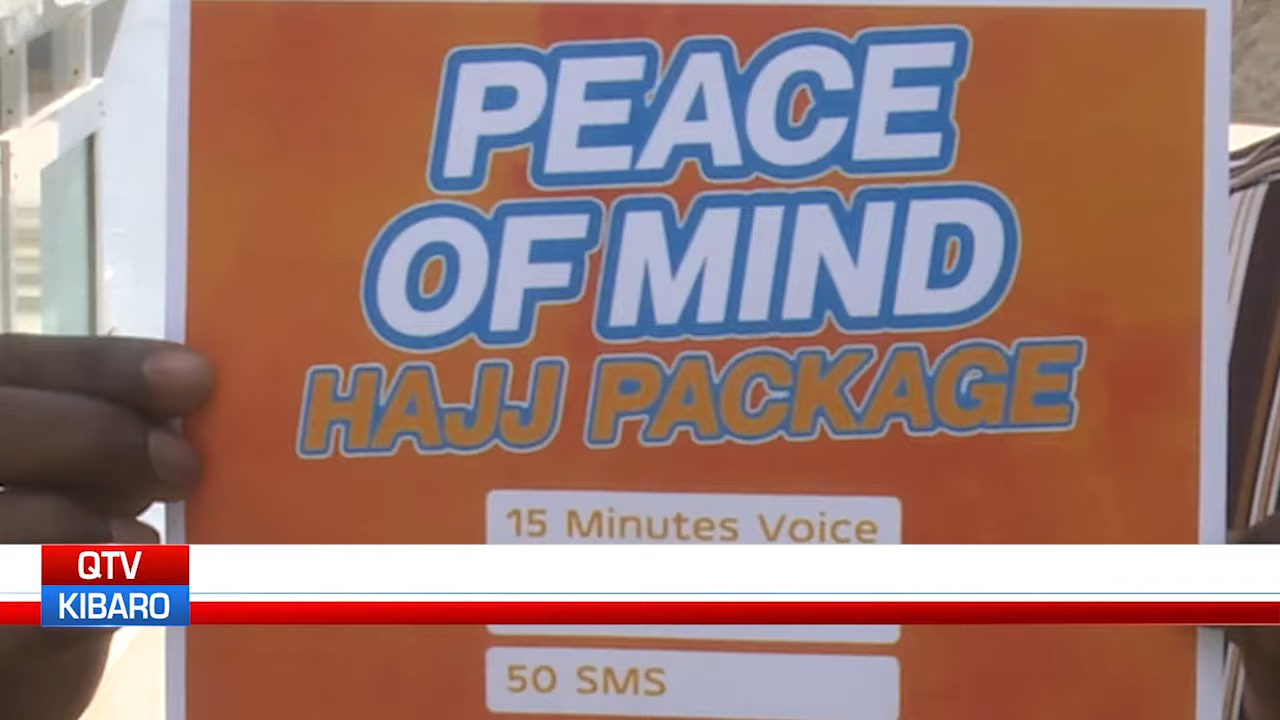 PEACE
OF MIND
HAJJ PACKAGE
15 Minutes Voice
QTV
KIBARO
50 SMS